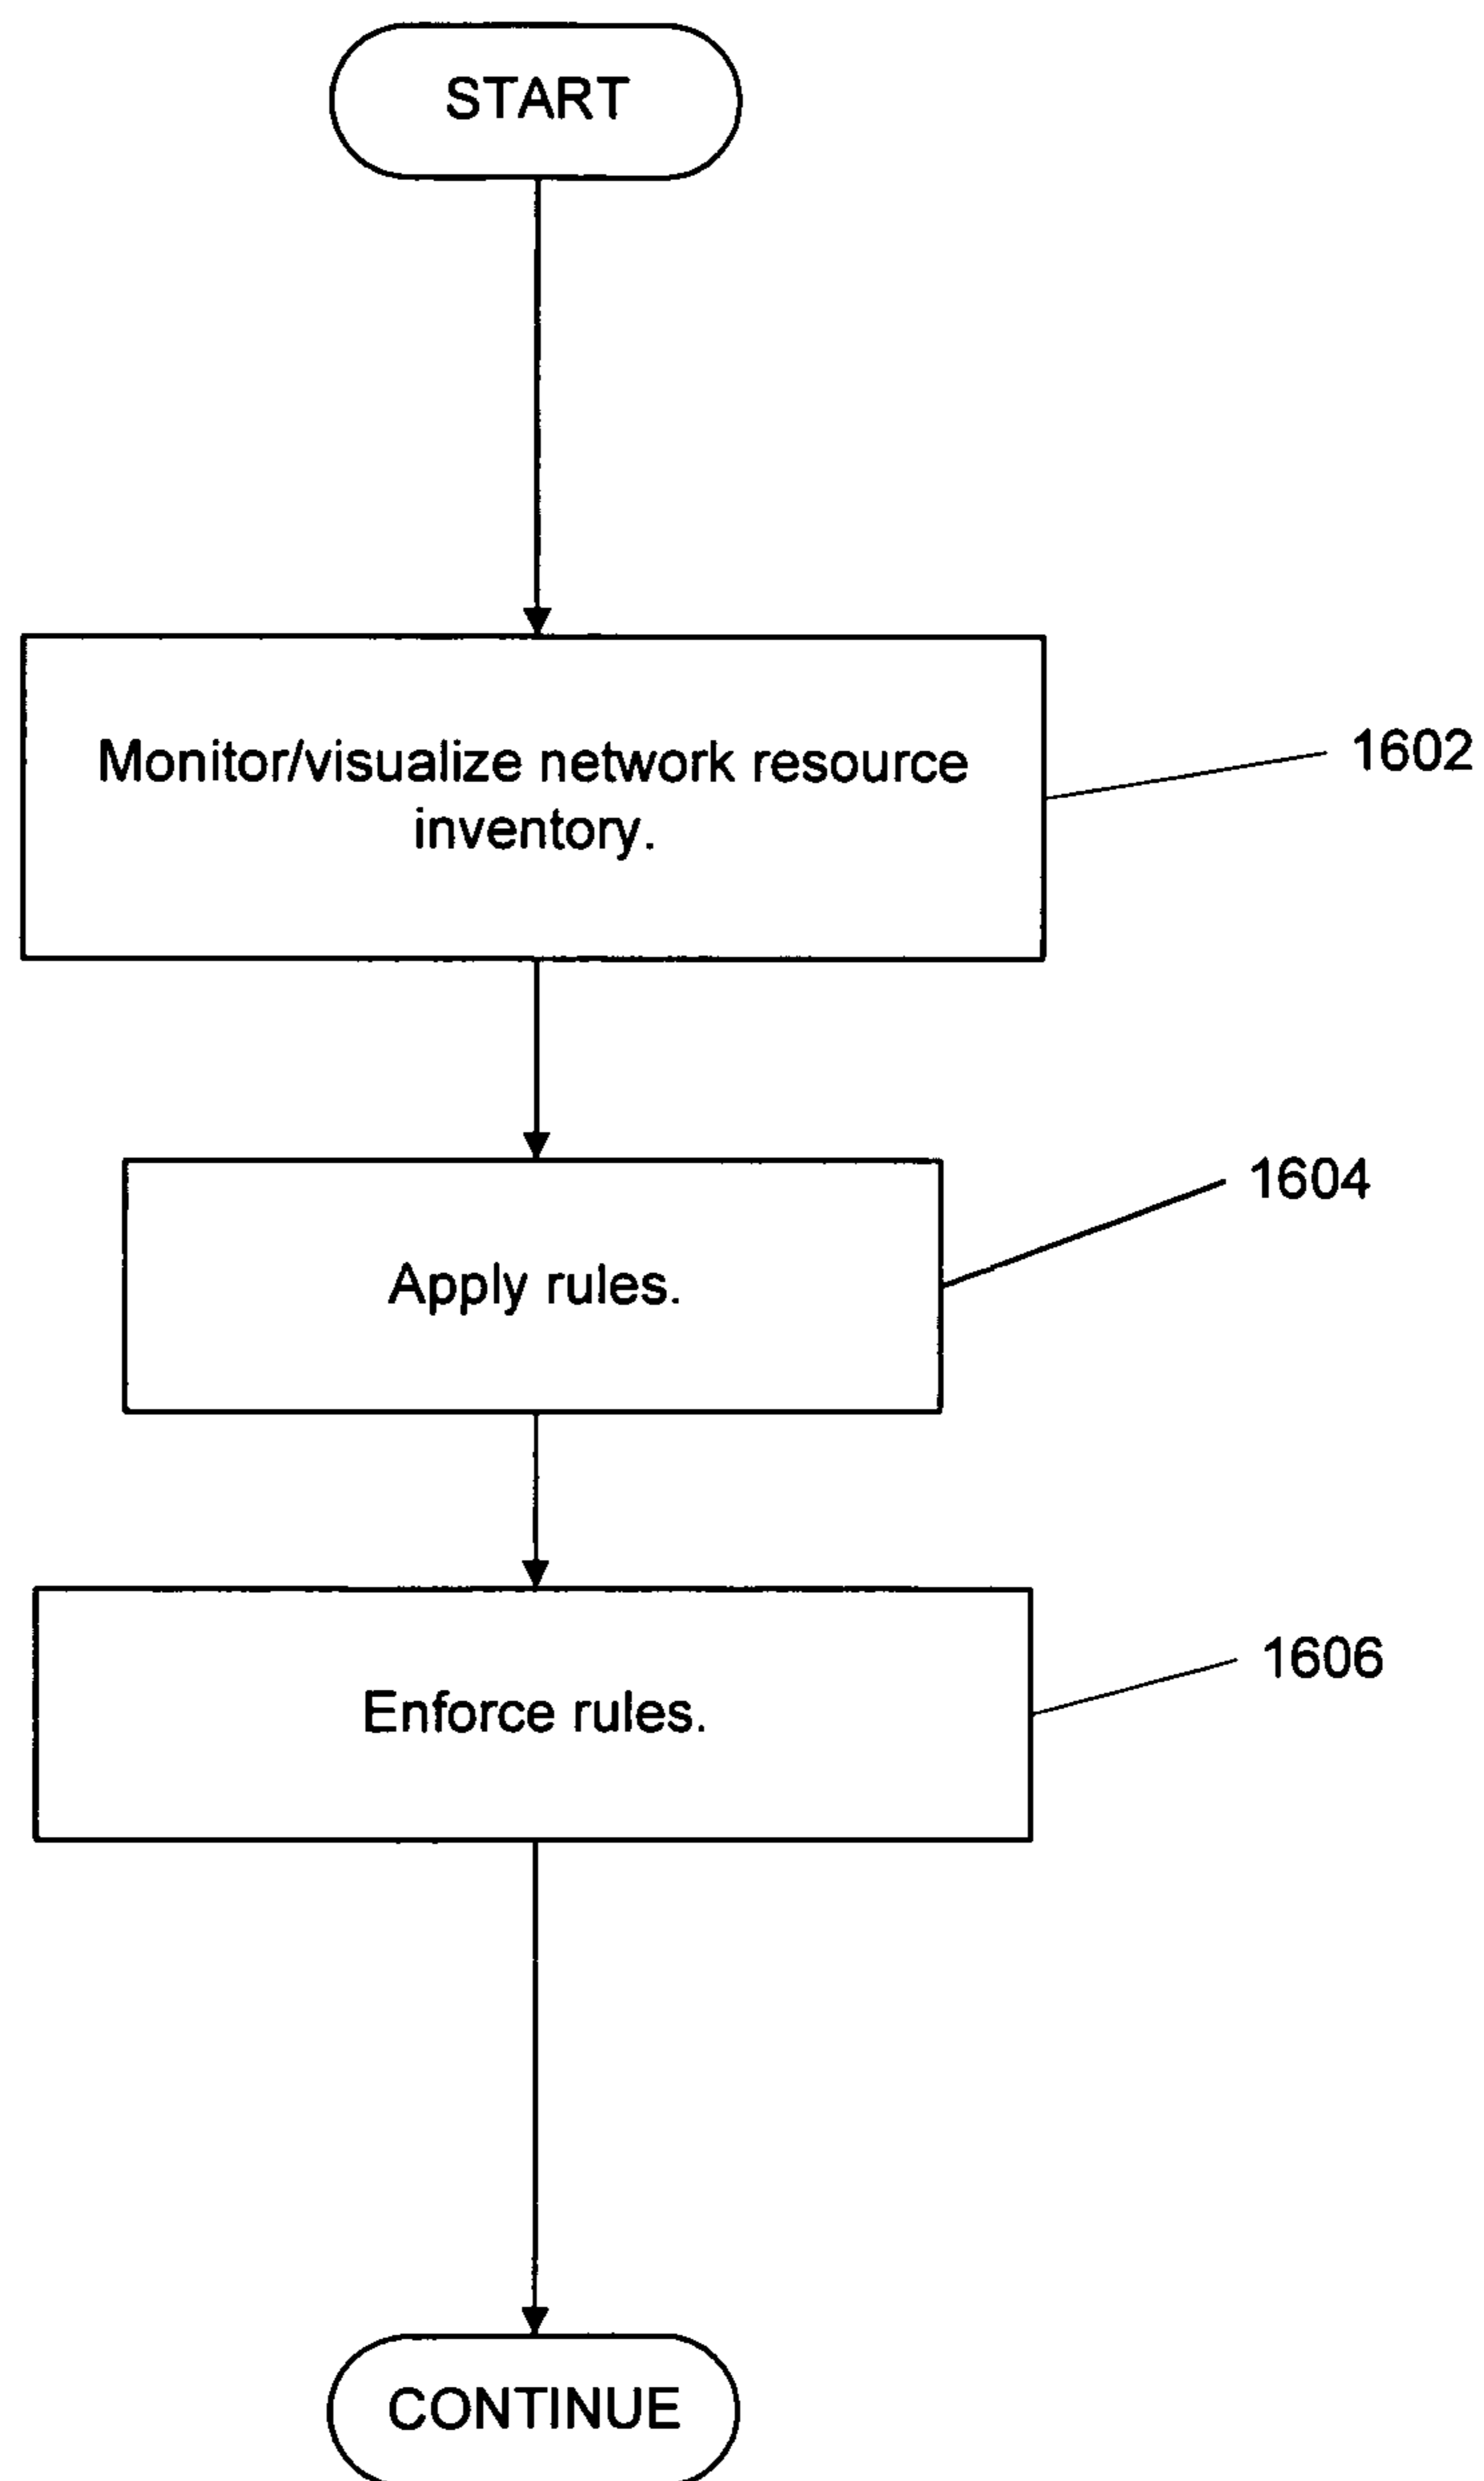 START
Monitor/visualize network resource
inventory.
1602
Apply rules.
1604
Enforce rules.
1606
CONTINUE